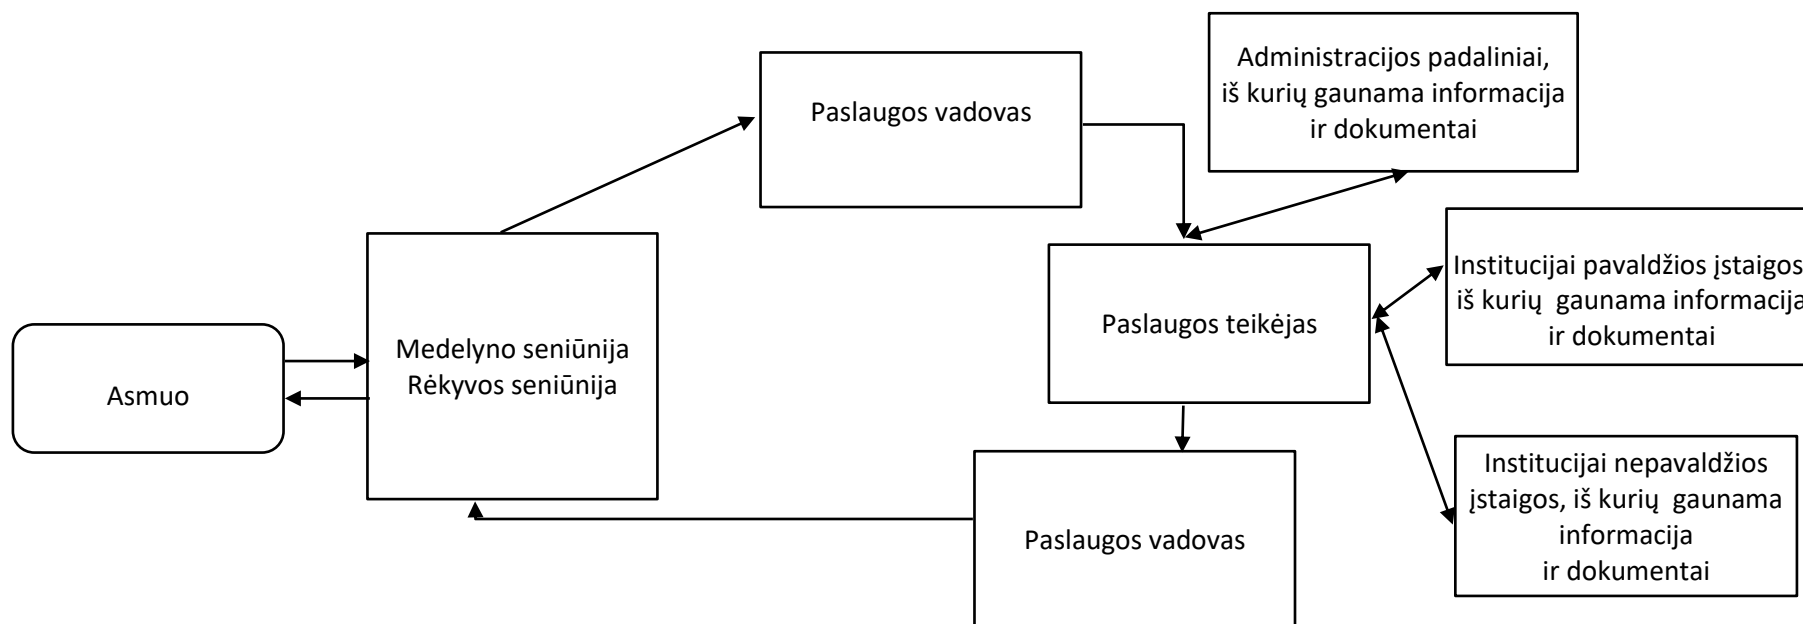 Asmuo
Medelyno seniūnija
Rėkyvos seniūnija
Paslaugos vadovas
Administracijos padaliniai,
iš kurių gaunama informacija
ir dokumentai
Paslaugos teikėjas
Institucijai pavaldžios įstaigos
iš kurių gaunama informacija
ir dokumentai
Institucijai nepavaldžios
įstaigos, iš kurių gaunama
informacija
ir dokumentai
Paslaugos vadovas